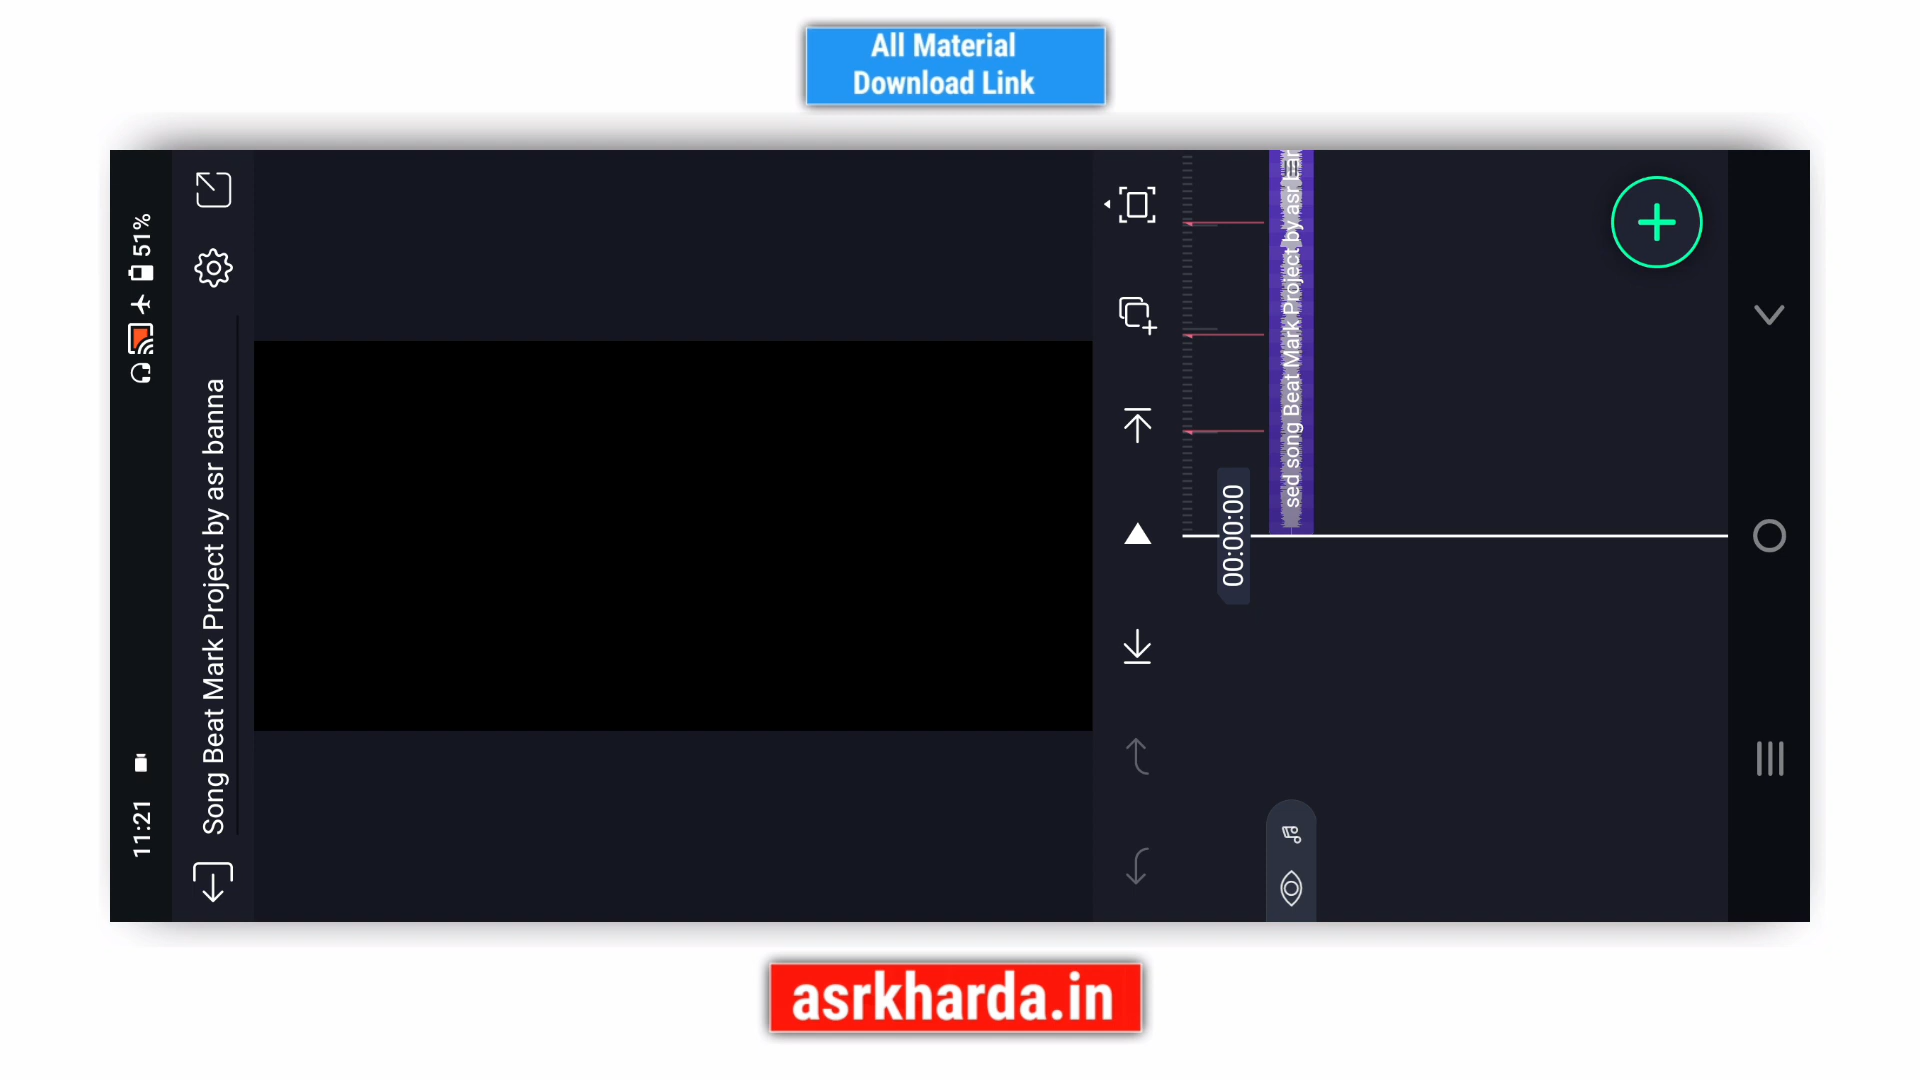 All Material
Download Link
11:21
51%
Song Beat Mark Project by asr banna
00:00:00
sed song Beat Mark Project by asr bar
asrkharda.in